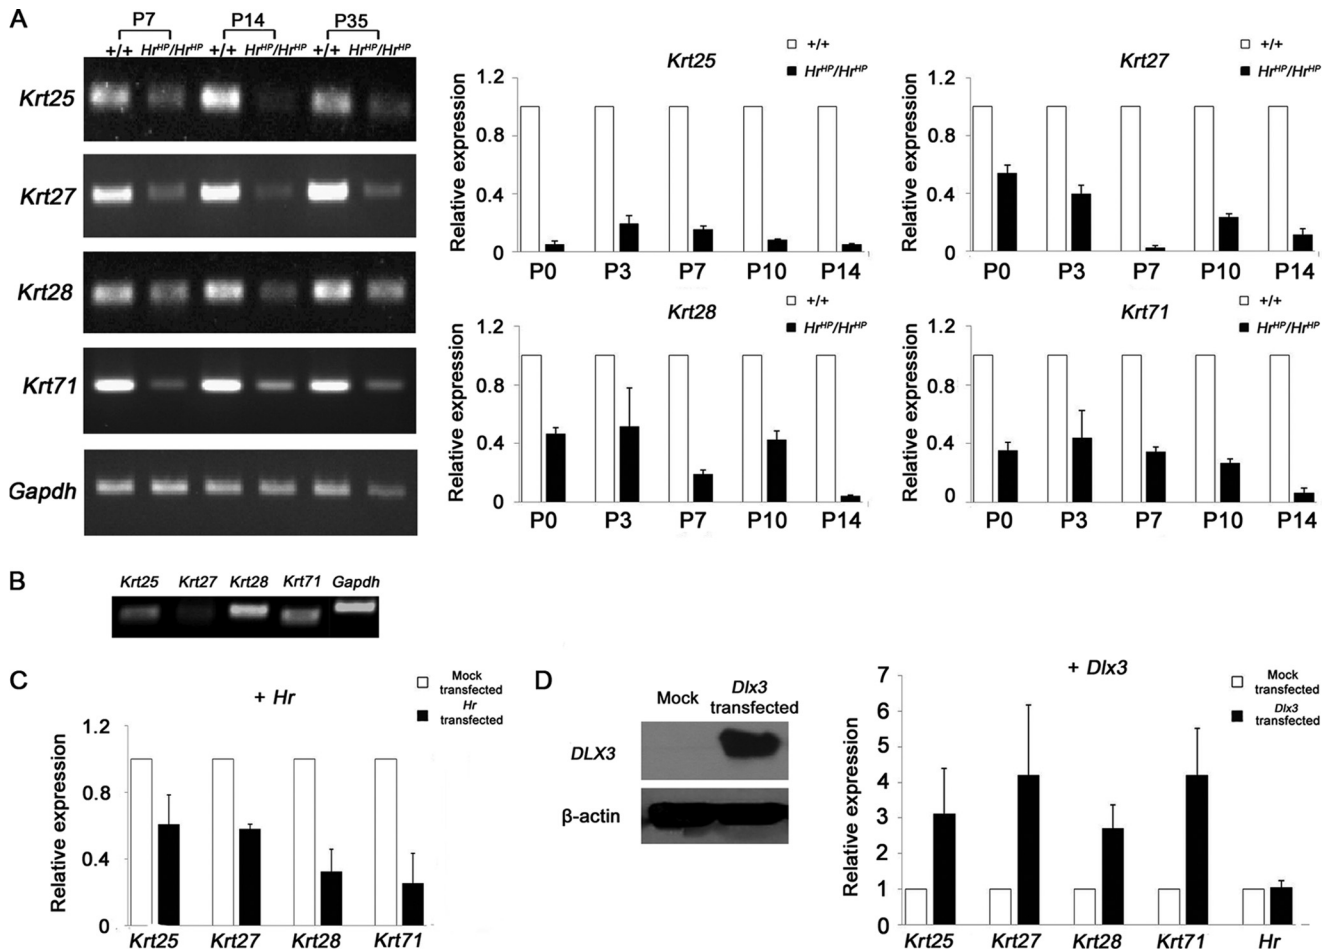 A
P7 P14 P35
+/+ Hr^HP/Hr^HP +/+ Hr^HP/Hr^HP +/+ Hr^HP/Hr^HP
Krt25
Krt27
Krt28
Krt71
Gapdh
Krt25
+/+
Hr^HP/Hr^HP
Relative expression
1.2
0.8
0.4
0
P0 P3 P7 P10 P14
Krt27
+/+
Hr^HP/Hr^HP
Relative expression
1.2
0.8
0.4
0
P0 P3 P7 P10 P14
Krt28
+/+
Hr^HP/Hr^HP
Relative expression
1.2
0.8
0.4
0
P0 P3 P7 P10 P14
Krt71
+/+
Hr^HP/Hr^HP
Relative expression
1.2
0.8
0.4
0
P0 P3 P7 P10 P14
B
Krt25 Krt27 Krt28 Krt71 Gapdh
C
+ Hr
Mock
transfected
Hr
transfected
Relative expression
1.2
0.8
0.4
0
Krt25 Krt27 Krt28 Krt71
D
Mock
Dlx3
transfected
DLX3
β-actin
+ Dlx3
Mock
transfected
Dlx3
transfected
Relative expression
7
6
5
4
3
2
1
0
Krt25 Krt27 Krt28 Krt71 Hr